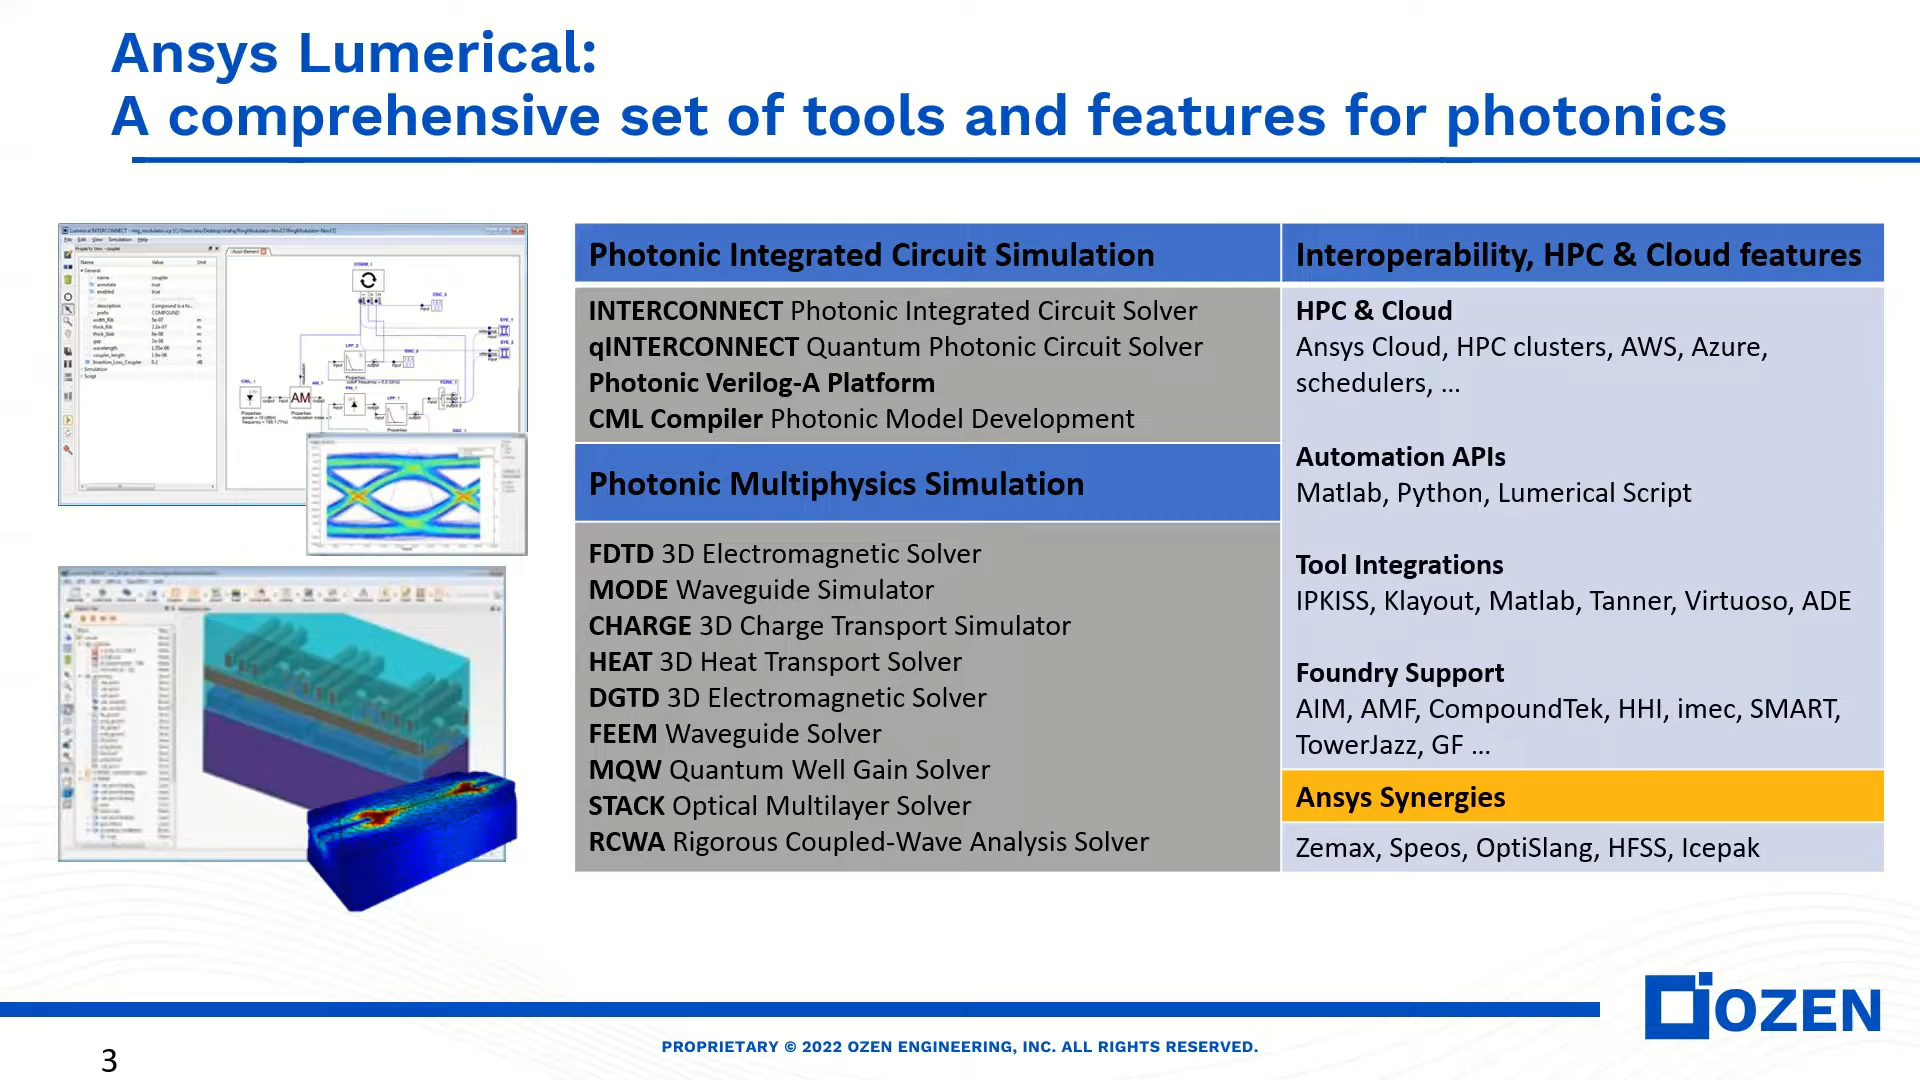 Ansys Lumerical:
A comprehensive set of tools and features for photonics
Photonic Integrated Circuit Simulation
INTERCONNECT Photonic Integrated Circuit Solver
qINTERCONNECT Quantum Photonic Circuit Solver
Photonic Verilog-A Platform
CML Compiler Photonic Model Development
Photonic Multiphysics Simulation
FDTD 3D Electromagnetic Solver
MODE Waveguide Simulator
CHARGE 3D Charge Transport Simulator
HEAT 3D Heat Transport Solver
DGTD 3D Electromagnetic Solver
FEEM Waveguide Solver
MQW Quantum Well Gain Solver
STACK Optical Multilayer Solver
RCWA Rigorous Coupled-Wave Analysis Solver
Interoperability, HPC & Cloud features
HPC & Cloud
Ansys Cloud, HPC clusters, AWS, Azure,
schedulers, ...
Automation APIs
Matlab, Python, Lumerical Script
Tool Integrations
IPKISS, Klayout, Matlab, Tanner, Virtuoso, ADE
Foundry Support
AIM, AMF, CompoundTek, HHI, imec, SMART,
TowerJazz, GF ...
Ansys Synergies
Zemax, Speos, OptiSlang, HFSS, Icepak
AM
OZEN
PROPRIETARY © 2022 OZEN ENGINEERING, INC. ALL RIGHTS RESERVED.
3